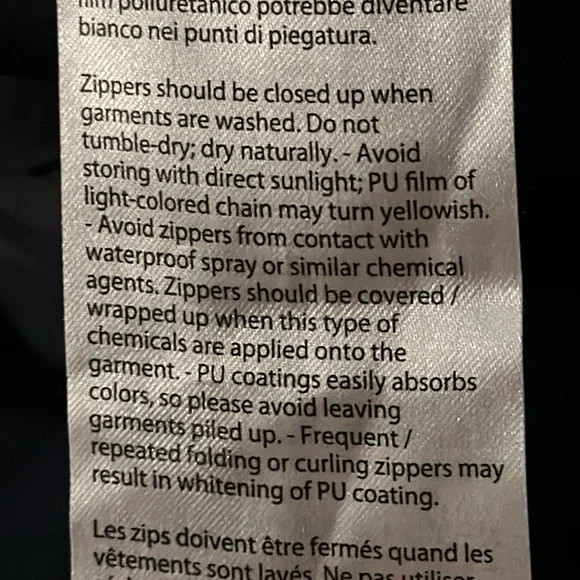 film poliuretanico potrebbe diventare
bianco nei punti di piegatura.
Zippers should be closed up when
garments are washed. Do not
tumble-dry; dry naturally. - Avoid
storing with direct sunlight; PU film of
light-colored chain may turn yellowish.
- Avoid zippers from contact with
waterproof spray or similar chemical
agents. Zippers should be covered /
wrapped up when this type of
chemicals are applied onto the
garment. - PU coatings easily absorbs
colors, so please avoid leaving
garments piled up. - Frequent /
repeated folding or curling zippers may
result in whitening of PU coating.
Les zips doivent être fermés quand les
vêtements sont lavés. Ne pas utiliser